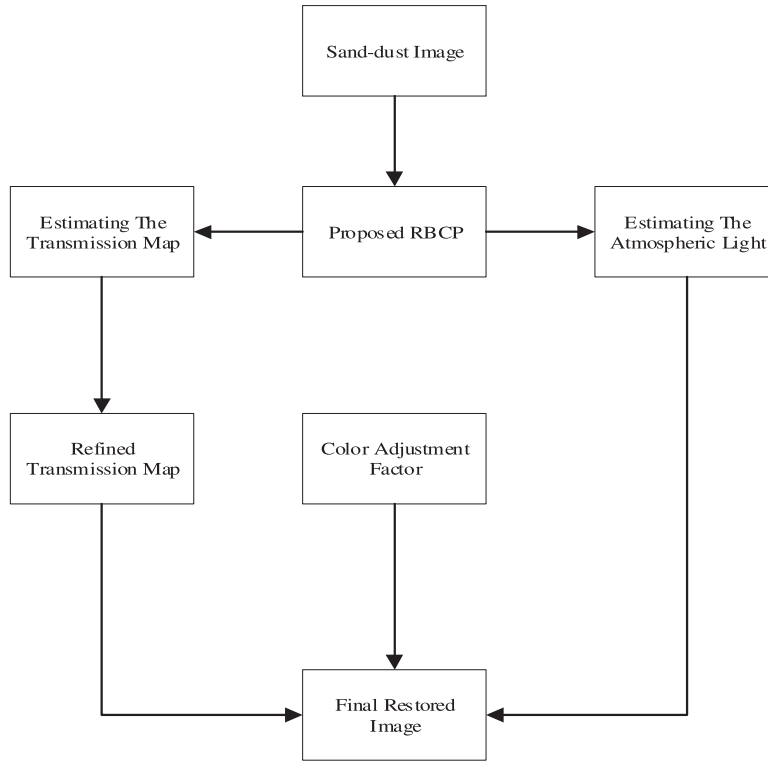 Sand-dust Image
Estimating The
Transmission Map
Proposed RBCP
Estimating The
Atmospheric Light
Refined
Transmission Map
Color Adjustment
Factor
Final Restored
Image